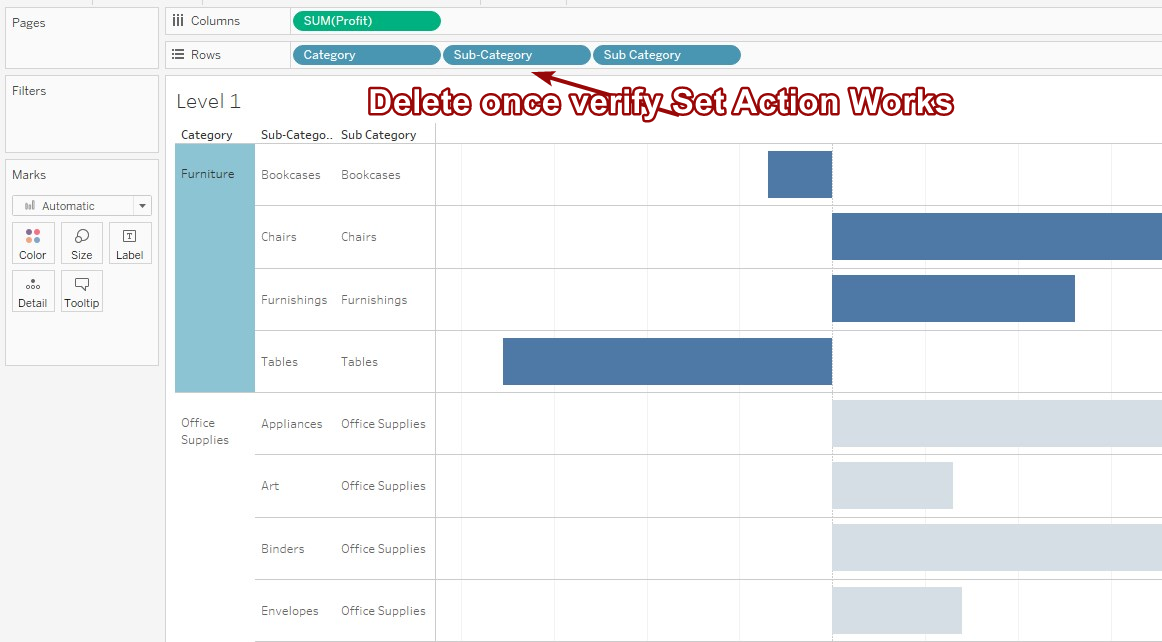 Pages
Columns
SUM(Profit)
Rows
Category Sub-Category Sub Category
Filters
Delete once verify Set Action Works
Level 1
Category Sub-Catego.. Sub Category
Marks
Furniture Bookcases Bookcases
Automatic
Color Size Label
Chairs Chairs
Detail Tooltip
Furnishings Furnishings
Tables Tables
Office
Supplies
Appliances Office Supplies
Art Office Supplies
Binders Office Supplies
Envelopes Office Supplies